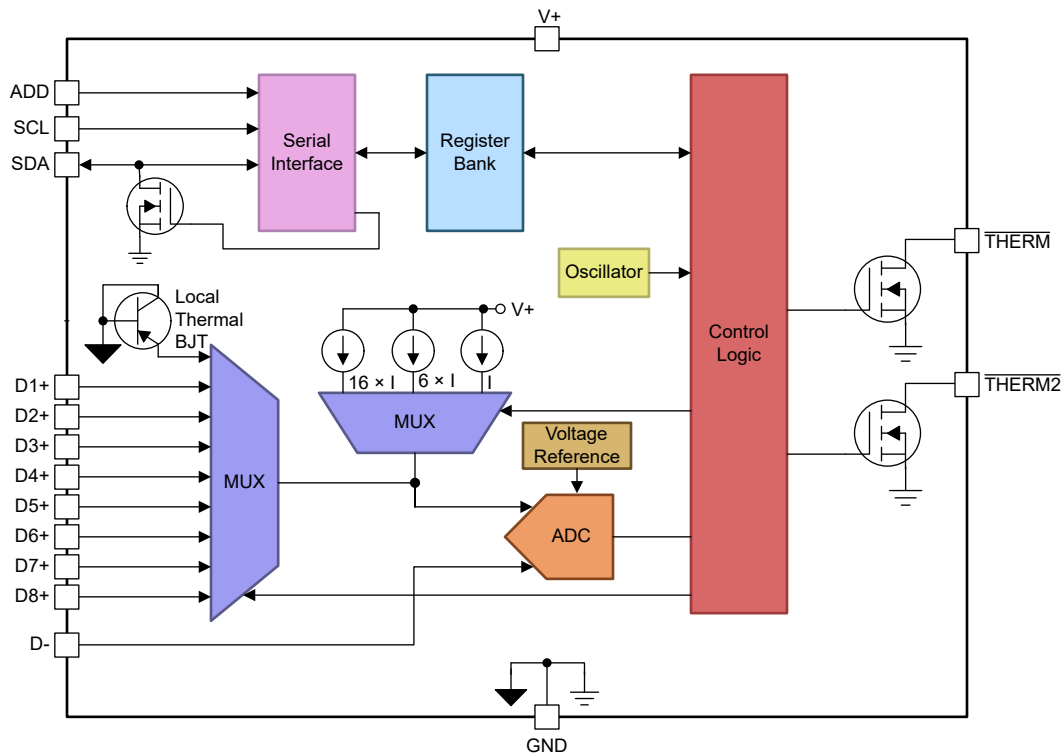 V+
ADD
SCL
SDA
Serial
Interface
Register
Bank
THERM
Oscillator
Local
Thermal
BJT
V+
Control
Logic
16 × I
6 × I
I
THERM2
D1+
D2+
D3+
D4+
D5+
D6+
D7+
D8+
D-
MUX
MUX
Voltage
Reference
ADC
GND